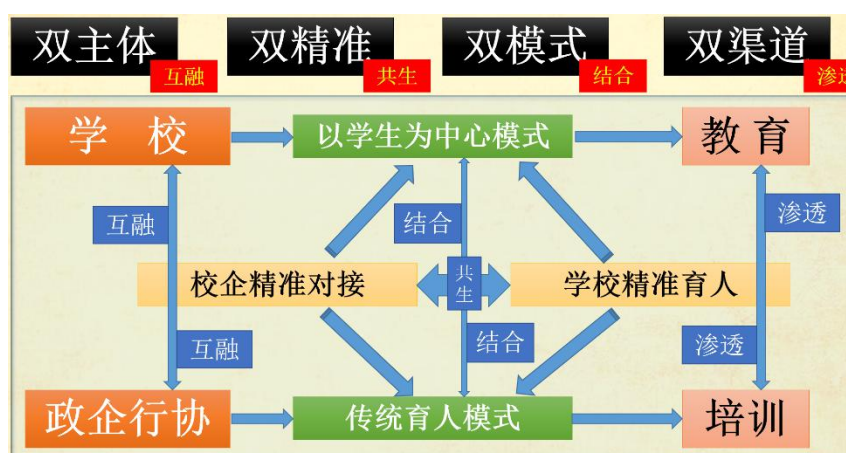 双主体
双精准
双模式
双渠道
互融
共生
结合
渗
学 校
以学生为中心模式
教育
互融
结合
渗透
校企精准对接
共生
学校精准育人
互融
结合
渗透
政企行协
传统育人模式
培训